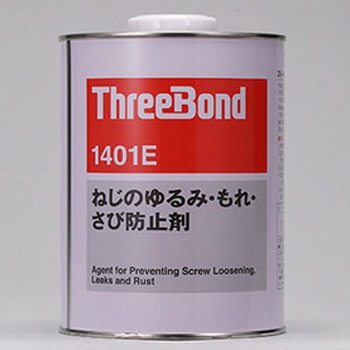 ThreeBond
1401E
ねじのゆるみ・もれ・
さび防止剤
Agent for Preventing Screw Loosening,
Leaks and Rust